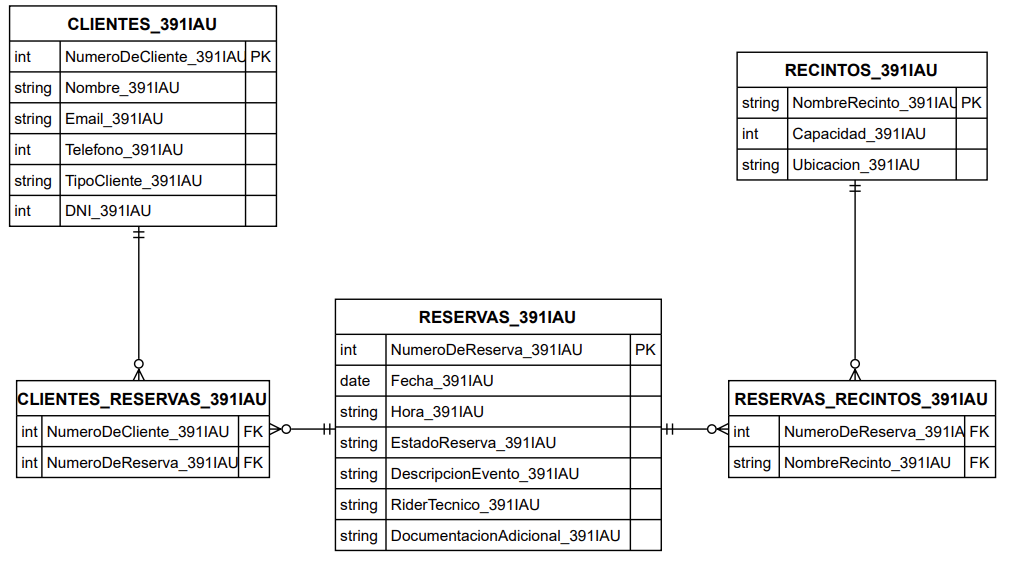 CLIENTES_391IAU
int NumeroDeCliente_391IAU PK
string Nombre_391IAU
string Email_391IAU
int Telefono_391IAU
string TipoCliente_391IAU
int DNI_391IAU
RECINTOS_391IAU
string NombreRecinto_391IAU PK
int Capacidad_391IAU
string Ubicacion_391IAU
RESERVAS_391IAU
int NumeroDeReserva_391IAU PK
date Fecha_391IAU
string Hora_391IAU
string EstadoReserva_391IAU
string DescripcionEvento_391IAU
string RiderTecnico_391IAU
string DocumentacionAdicional_391IAU
CLIENTES_RESERVAS_391IAU
int NumeroDeCliente_391IAU FK
int NumeroDeReserva_391IAU FK
RESERVAS_RECINTOS_391IAU
int NumeroDeReserva_391IA FK
string NombreRecinto_391IAU FK